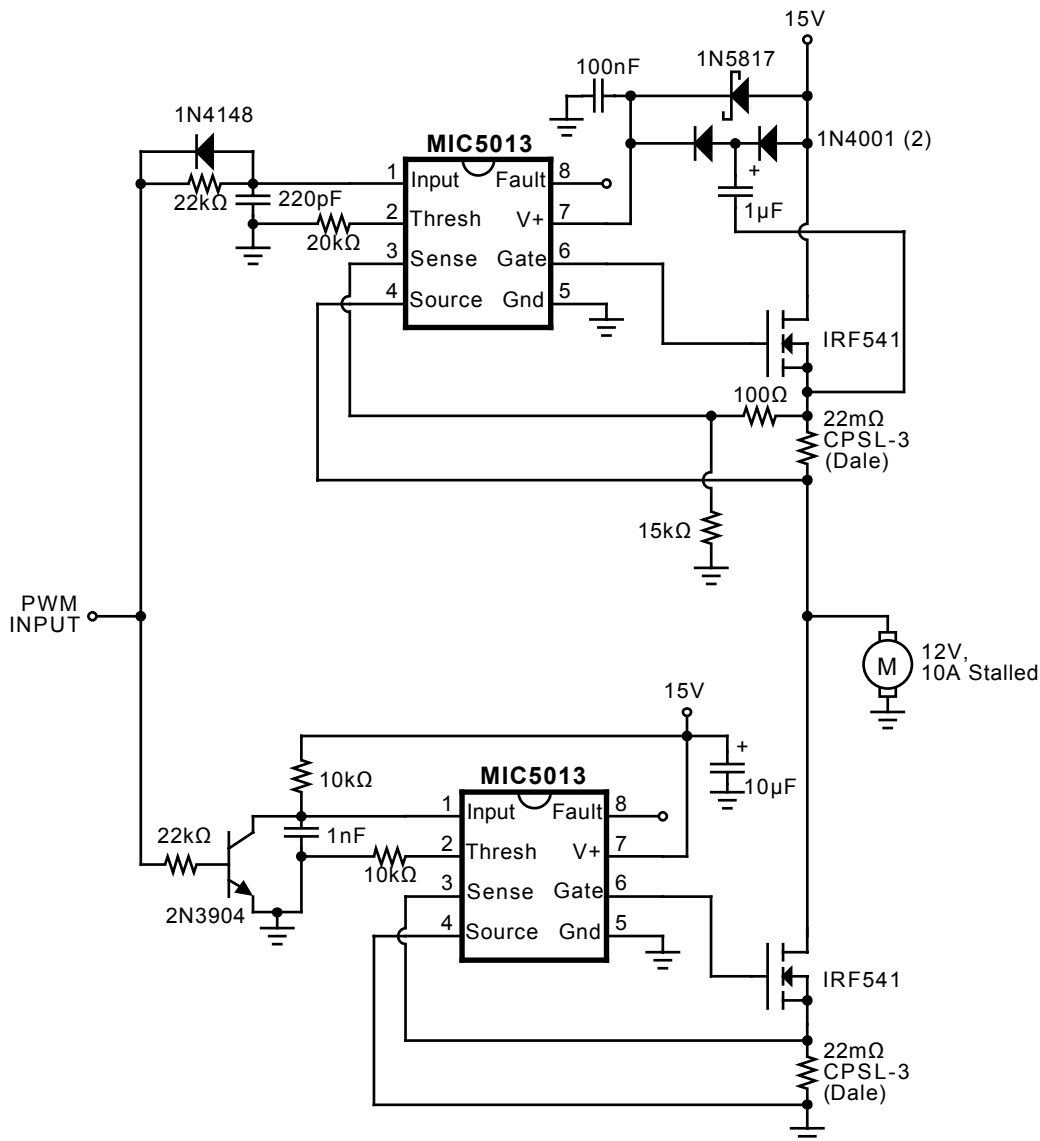 15V
1N5817
100nF
1N4148
1N4001 (2)
MIC5013
1 Input Fault 8
2 Thresh V+ 7
3 Sense Gate 6
4 Source Gnd 5
22kΩ
220pF
20kΩ
+
1µF
IRF541
100Ω
22mΩ
CPSL-3
(Dale)
15kΩ
PWM
INPUT
M
12V,
10A Stalled
15V
+
10µF
10kΩ
MIC5013
1 Input Fault 8
2 Thresh V+ 7
3 Sense Gate 6
4 Source Gnd 5
22kΩ
1nF
10kΩ
2N3904
IRF541
22mΩ
CPSL-3
(Dale)